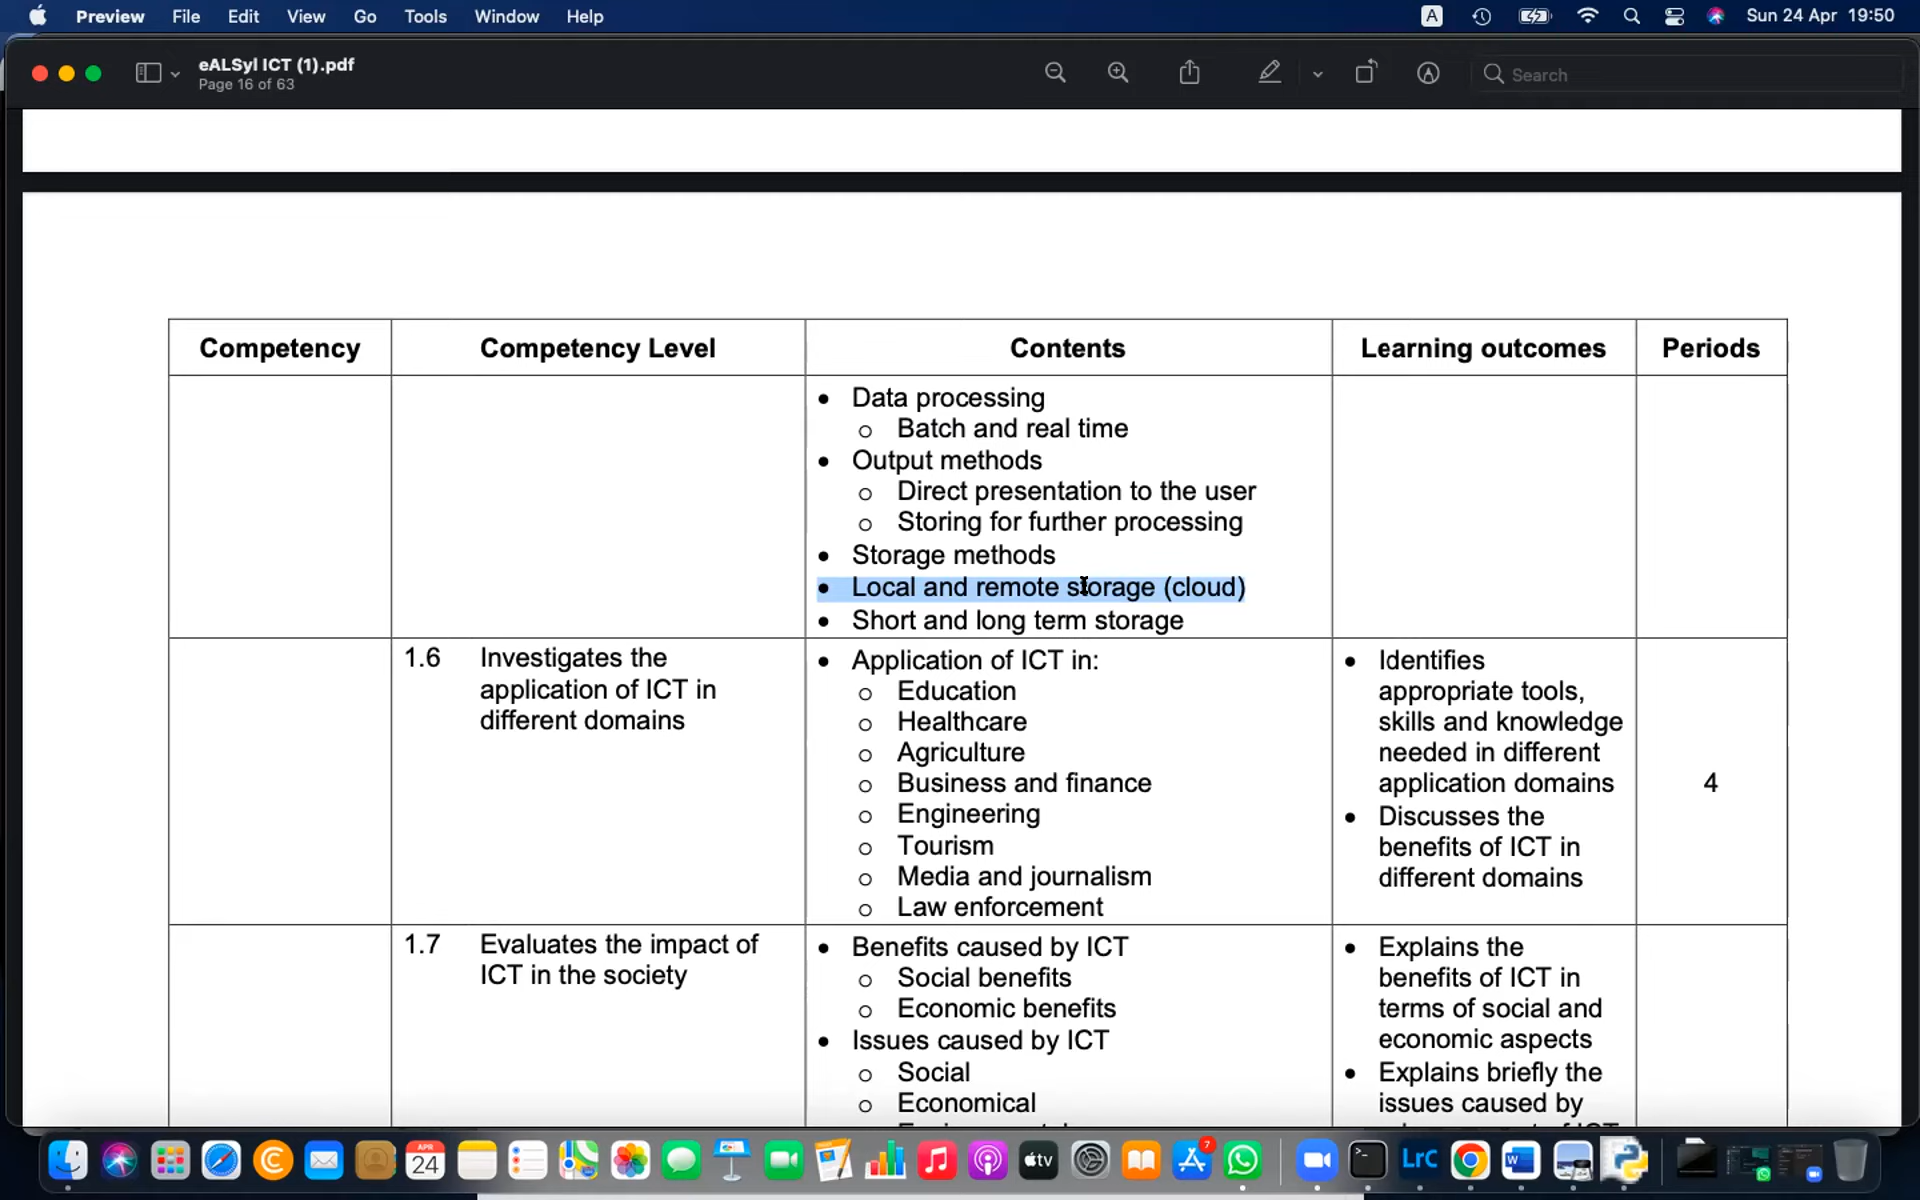 Preview File Edit View Go Tools Window Help
A
Sun 24 Apr 19:50
eALSyl ICT (1).pdf
Page 16 of 63
Search
Competency Competency Level Contents Learning outcomes Periods
• Data processing
o Batch and real time
• Output methods
o Direct presentation to the user
o Storing for further processing
• Storage methods
• Local and remote storage (cloud)
• Short and long term storage
1.6 Investigates the
application of ICT in
different domains
• Application of ICT in:
o Education
o Healthcare
o Agriculture
o Business and finance
o Engineering
o Tourism
o Media and journalism
o Law enforcement
• Identifies
appropriate tools,
skills and knowledge
needed in different
application domains
• Discusses the
benefits of ICT in
different domains
4
1.7 Evaluates the impact of
ICT in the society
• Benefits caused by ICT
o Social benefits
o Economic benefits
• Issues caused by ICT
o Social
o Economical
• Explains the
benefits of ICT in
terms of social and
economic aspects
• Explains briefly the
issues caused by
APR
24
tv
7
LrC
W